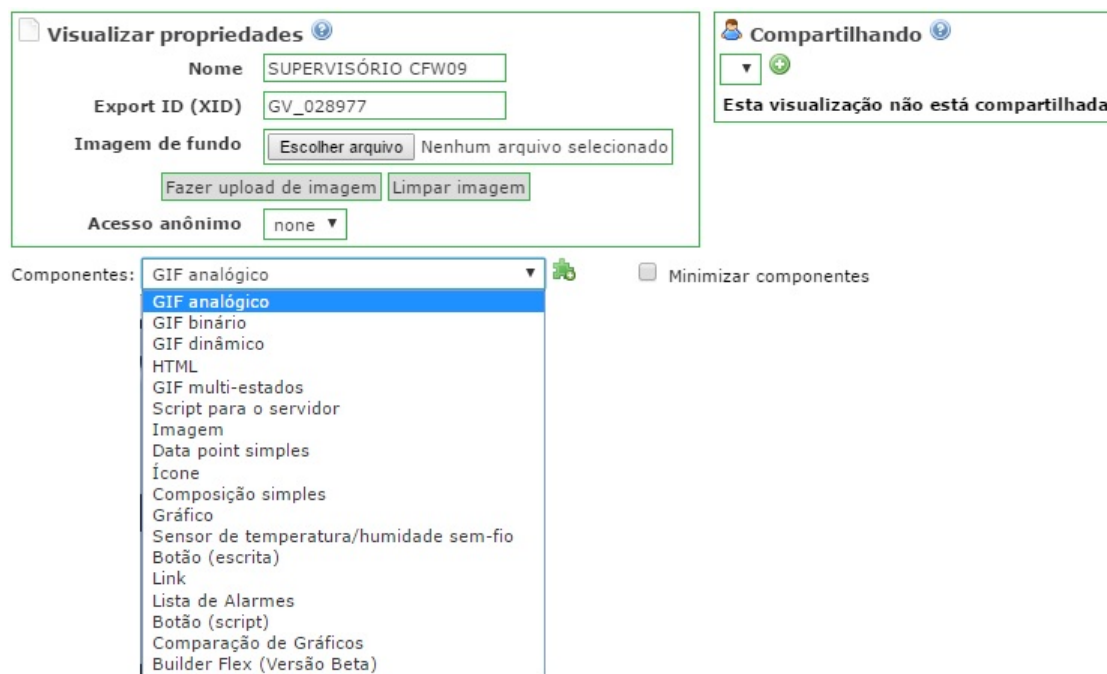 Visualizar propriedades
Nome SUPERVISÓRIO CFW09
Export ID (XID) GV_028977
Imagem de fundo Escolher arquivo Nenhum arquivo selecionado
Fazer upload de imagem Limpar imagem
Acesso anônimo none
Compartilhando
Esta visualização não está compartilhada
Componentes: GIF analógico
Minimizar componentes
GIF analógico
GIF binário
GIF dinâmico
HTML
GIF multi-estados
Script para o servidor
Imagem
Data point simples
Ícone
Composição simples
Gráfico
Sensor de temperatura/humidade sem-fio
Botão (escrita)
Link
Lista de Alarmes
Botão (script)
Comparação de Gráficos
Builder Flex (Versão Beta)